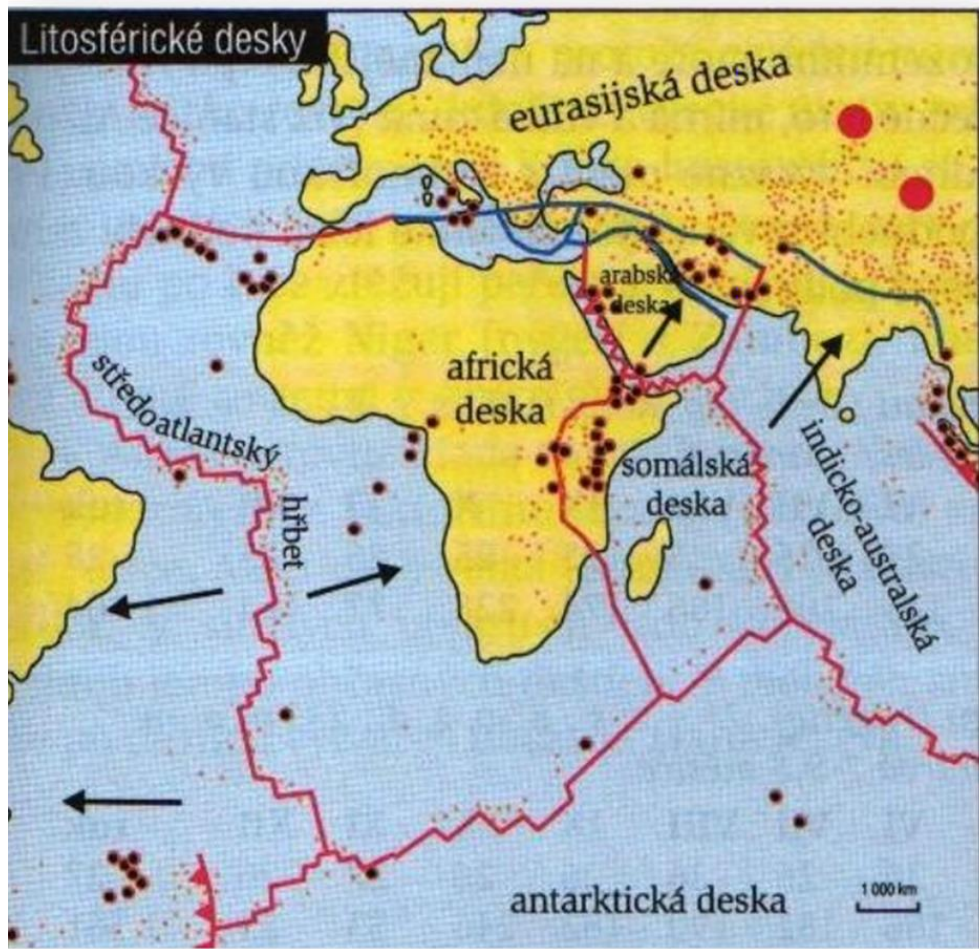 Litosférické desky
eurasijská deska
arabská
deska
africká
deska
středoatlantský
hřbet
somálská
deska
indicko-australská
deska
antarktická deska
1 000 km